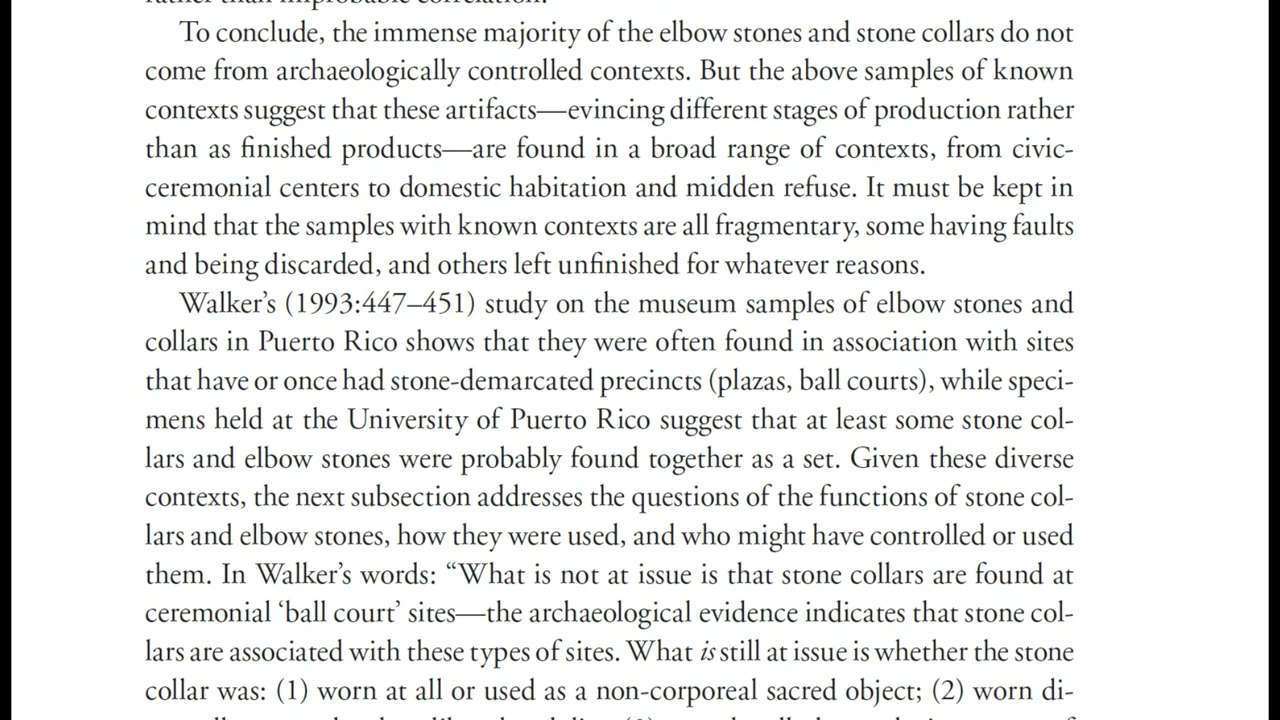 To conclude, the immense majority of the elbow stones and stone collars do not
come from archaeologically controlled contexts. But the above samples of known
contexts suggest that these artifacts—evincing different stages of production rather
than as finished products—are found in a broad range of contexts, from civic-
ceremonial centers to domestic habitation and midden refuse. It must be kept in
mind that the samples with known contexts are all fragmentary, some having faults
and being discarded, and others left unfinished for whatever reasons.
Walker’s (1993:447–451) study on the museum samples of elbow stones and
collars in Puerto Rico shows that they were often found in association with sites
that have or once had stone-demarcated precincts (plazas, ball courts), while speci-
mens held at the University of Puerto Rico suggest that at least some stone col-
lars and elbow stones were probably found together as a set. Given these diverse
contexts, the next subsection addresses the questions of the functions of stone col-
lars and elbow stones, how they were used, and who might have controlled or used
them. In Walker’s words: “What is not at issue is that stone collars are found at
ceremonial ‘ball court’ sites—the archaeological evidence indicates that stone col-
lars are associated with these types of sites. What is still at issue is whether the stone
collar was: (1) worn at all or used as a non-corporeal sacred object; (2) worn di-